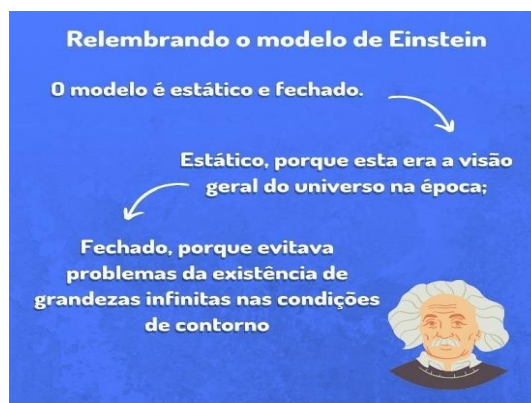 Relembrando o modelo de Einstein
O modelo é estático e fechado.
Estático, porque esta era a visão
geral do universo na época;
Fechado, porque evitava
problemas da existência de
grandezas infinitas nas condições
de contorno